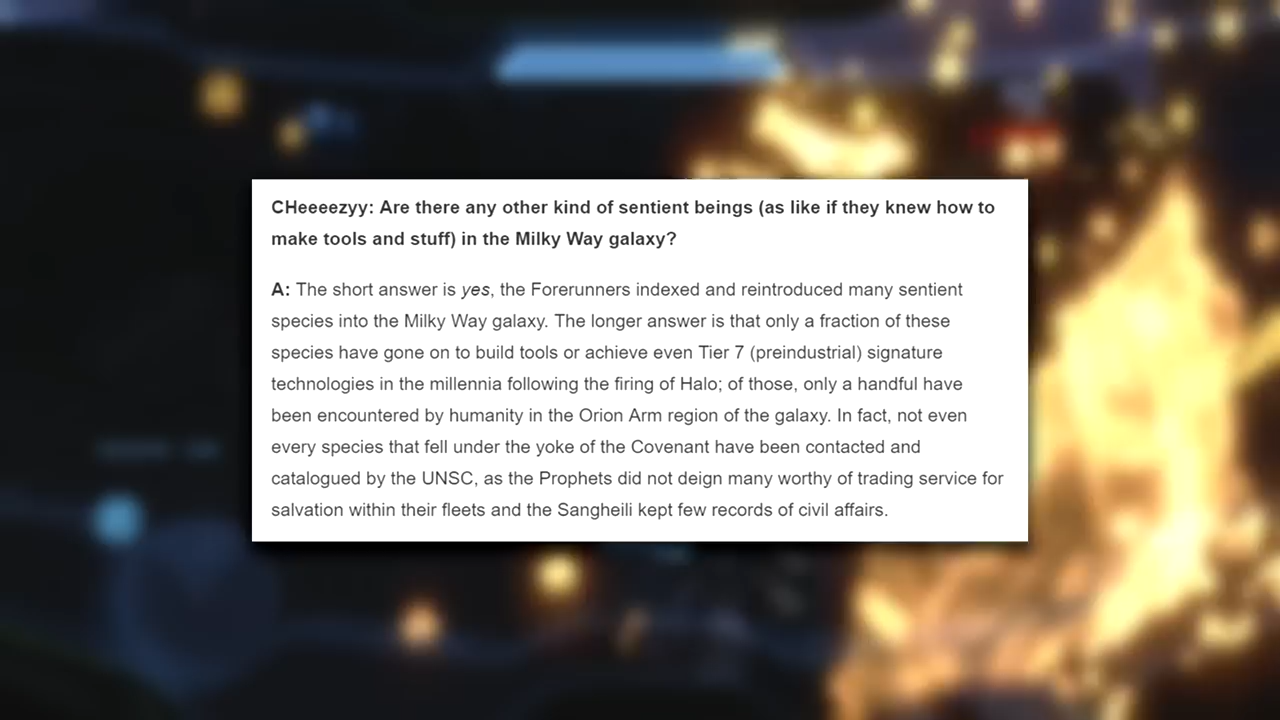 CHeeeezyy: Are there any other kind of sentient beings (as like if they knew how to
make tools and stuff) in the Milky Way galaxy?
A: The short answer is yes, the Forerunners indexed and reintroduced many sentient
species into the Milky Way galaxy. The longer answer is that only a fraction of these
species have gone on to build tools or achieve even Tier 7 (preindustrial) signature
technologies in the millennia following the firing of Halo; of those, only a handful have
been encountered by humanity in the Orion Arm region of the galaxy. In fact, not even
every species that fell under the yoke of the Covenant have been contacted and
catalogued by the UNSC, as the Prophets did not deign many worthy of trading service for
salvation within their fleets and the Sangheili kept few records of civil affairs.